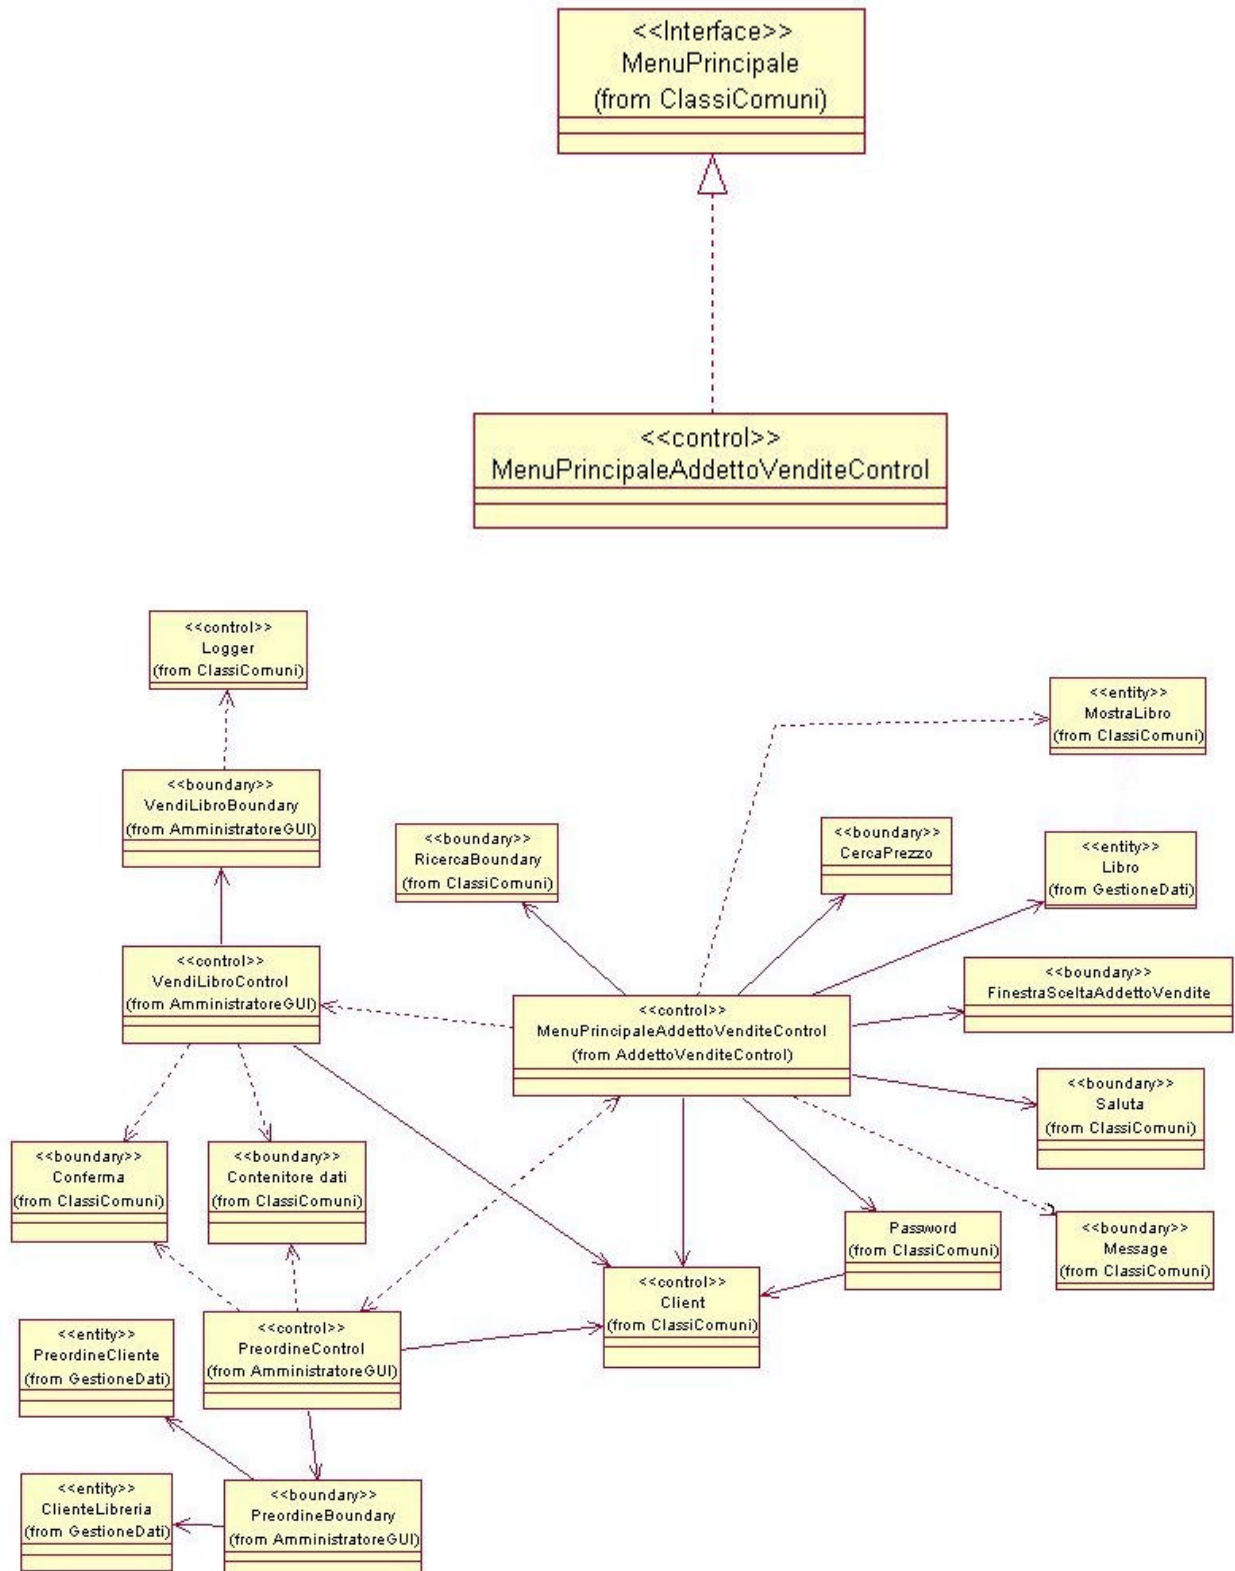 <<Interface>>
MenuPrincipale
(from ClassiComuni)
<<control>>
MenuPrincipaleAddettoVenditeControl
<<control>>
Logger
(from ClassiComuni)
<<entity>>
MostraLibro
(from ClassiComuni)
<<boundary>>
VendiLibroBoundary
(from AmministratoreGUI)
<<boundary>>
RicercaBoundary
(from ClassiComuni)
<<boundary>>
CercaPrezzo
<<entity>>
Libro
(from GestioneDati)
<<control>>
VendiLibroControl
(from AmministratoreGUI)
<<boundary>>
FinestraSceltaAddettoVendite
<<control>>
MenuPrincipaleAddettoVenditeControl
(from AddettoVenditeControl)
<<boundary>>
Saluta
(from ClassiComuni)
<<boundary>>
Conferma
(from ClassiComuni)
<<boundary>>
Contenitore dati
(from ClassiComuni)
Password
(from ClassiComuni)
<<boundary>>
Message
(from ClassiComuni)
<<control>>
Client
(from ClassiComuni)
<<entity>>
PreordineCliente
(from GestioneDati)
<<control>>
PreordineControl
(from AmministratoreGUI)
<<entity>>
ClienteLibreria
(from GestioneDati)
<<boundary>>
PreordineBoundary
(from AmministratoreGUI)